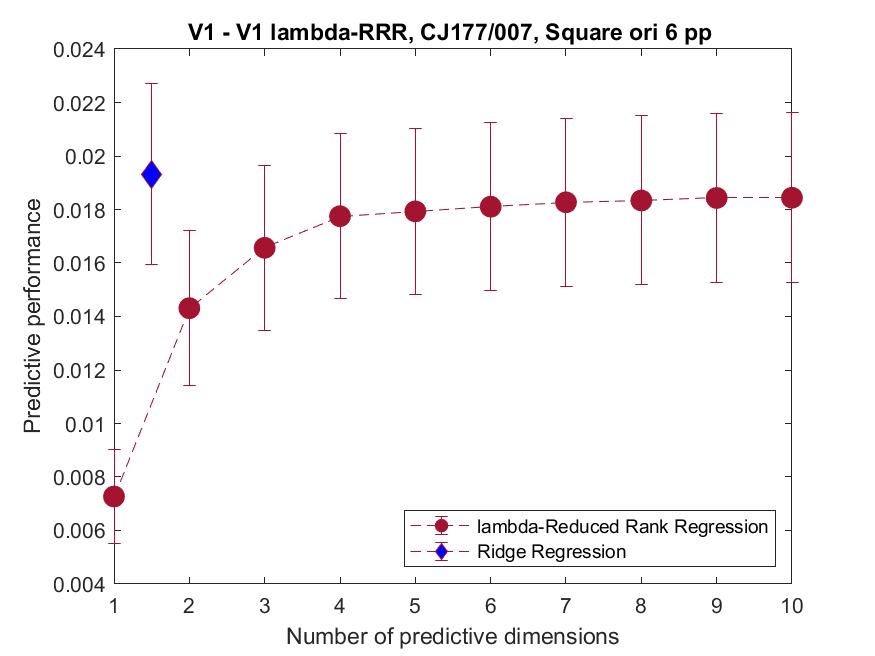 V1 - V1 lambda-RRR, CJ177/007, Square ori 6 pp
0.024
0.022
0.02
0.018
0.016
0.014
0.012
0.01
0.008
0.006
0.004
Predictive performance
lambda-Reduced Rank Regression
Ridge Regression
1 2 3 4 5 6 7 8 9 10
Number of predictive dimensions